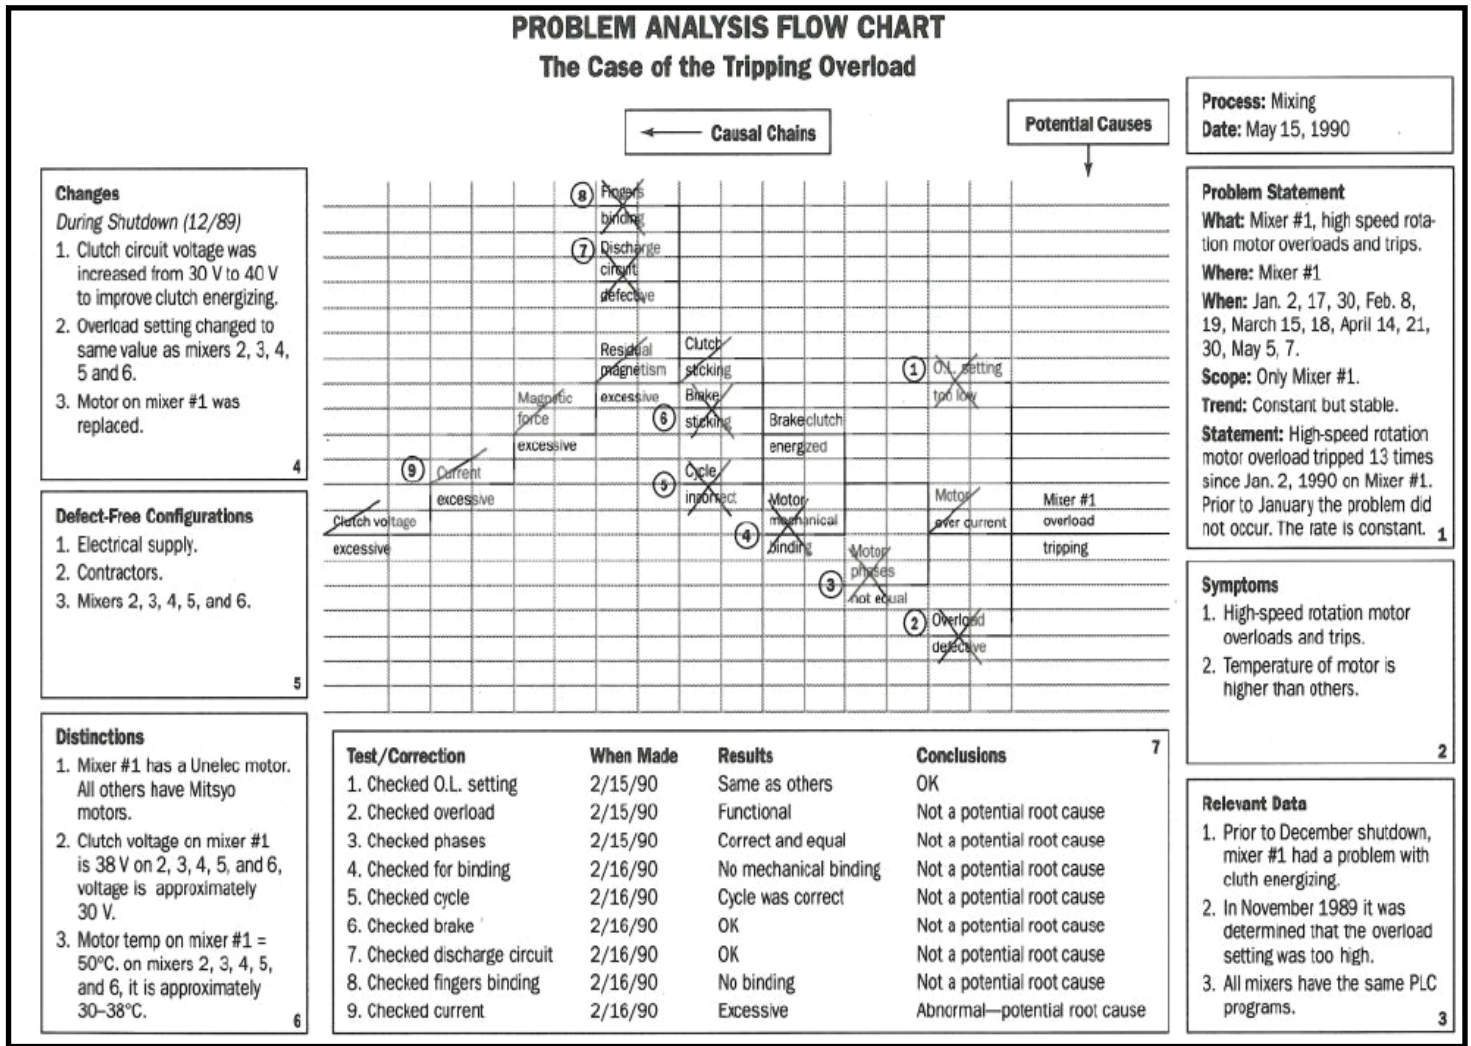 PROBLEM ANALYSIS FLOW CHART
The Case of the Tripping Overload
Causal Chains
Potential Causes
Process: Mixing
Date: May 15, 1990
Changes
During Shutdown (12/89)
1. Clutch circuit voltage was
increased from 30 V to 40 V
to improve clutch energizing.
2. Overload setting changed to
same value as mixers 2, 3, 4,
5 and 6.
3. Motor on mixer #1 was
replaced.
4
Defect-Free Configurations
1. Electrical supply.
2. Contractors.
3. Mixers 2, 3, 4, 5, and 6.
5
Distinctions
1. Mixer #1 has a Unelec motor.
All others have Mitsyo
motors.
2. Clutch voltage on mixer #1
is 38 V on 2, 3, 4, 5, and 6,
voltage is approximately
30 V.
3. Motor temp on mixer #1 =
50°C. on mixers 2, 3, 4, 5,
and 6, it is approximately
30–38°C.
6
8 Fingers
binding
7 Discharge
circuit
defective
Residual
magnetism
excessive
Clutch
sticking
6 Brake
sticking
Magnetic
force
excessive
9 Current
excessive
Clutch voltage
excessive
5 Cycle
incorrect
Brake clutch
energized
4 Motor
mechanical
binding
3 Motor
phases
not equal
1 O.L. setting
too low
Motor
over current
2 Overload
defective
Mixer #1
overload
tripping
Test/Correction When Made Results Conclusions 7
1. Checked O.L. setting 2/15/90 Same as others OK
2. Checked overload 2/15/90 Functional Not a potential root cause
3. Checked phases 2/15/90 Correct and equal Not a potential root cause
4. Checked for binding 2/16/90 No mechanical binding Not a potential root cause
5. Checked cycle 2/16/90 Cycle was correct Not a potential root cause
6. Checked brake 2/16/90 OK Not a potential root cause
7. Checked discharge circuit 2/16/90 OK Not a potential root cause
8. Checked fingers binding 2/16/90 No binding Not a potential root cause
9. Checked current 2/16/90 Excessive Abnormal—potential root cause
Problem Statement
What: Mixer #1, high speed rota-
tion motor overloads and trips.
Where: Mixer #1
When: Jan. 2, 17, 30, Feb. 8,
19, March 15, 18, April 14, 21,
30, May 5, 7.
Scope: Only Mixer #1.
Trend: Constant but stable.
Statement: High-speed rotation
motor overload tripped 13 times
since Jan. 2, 1990 on Mixer #1.
Prior to January the problem did
not occur. The rate is constant. 1
Symptoms
1. High-speed rotation motor
overloads and trips.
2. Temperature of motor is
higher than others.
2
Relevant Data
1. Prior to December shutdown,
mixer #1 had a problem with
cluth energizing.
2. In November 1989 it was
determined that the overload
setting was too high.
3. All mixers have the same PLC
programs.
3